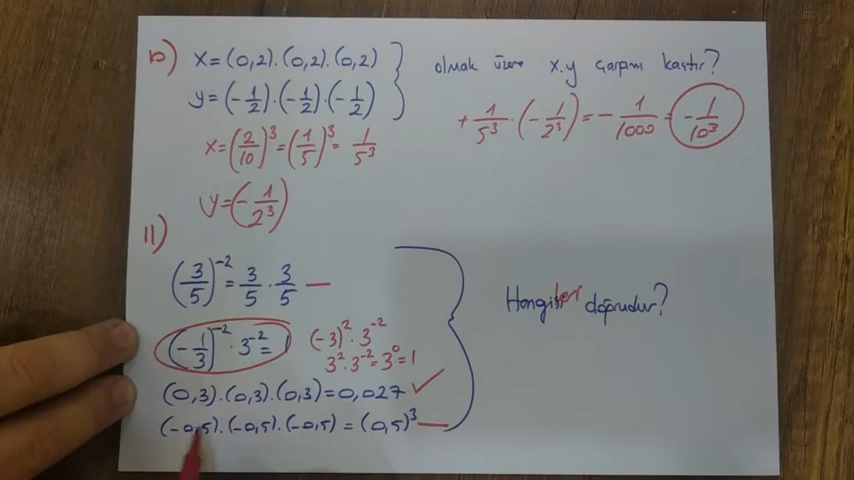 10) x = (0,2).(0,2).(0,2)
y = (-1/2).(-1/2).(-1/2)
olmak üzere x.y çarpımı kaçtır?
x = (2/10)^3 = (1/5)^3 = 1/5^3
+ 1/5^3 . (-1/2^3) = - 1/1000 = - 1/10^3
y = (-1/2^3)
11)
(3/5)^-2 = 3/5 . 3/5 —
Hangisi leri doğrudur?
(-1/3)^-2 . 3^-2 = 1
(-3)^2 . 3^-2
3^2 . 3^-2 = 3^0 = 1
(0,3).(0,3).(0,3) = 0,027 ✓
(-0,5).(-0,5).(-0,5) = (0,5)^3 —